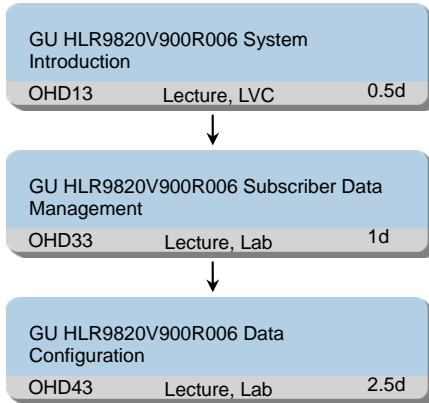 GU HLR9820V900R006 System
Introduction
OHD13 Lecture, LVC 0.5d
GU HLR9820V900R006 Subscriber Data
Management
OHD33 Lecture, Lab 1d
GU HLR9820V900R006 Data
Configuration
OHD43 Lecture, Lab 2.5d